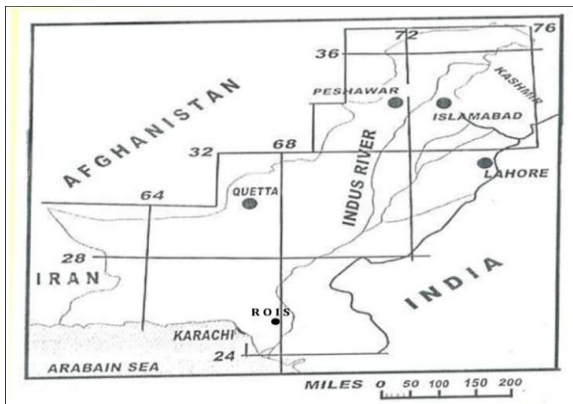 72
76
36
KASHMIR
PESHAWAR
ISLAMABAD
AFGHANISTAN
INDUS RIVER
32
68
LAHORE
64
QUETTA
28
IRAN
INDIA
ROIS
KARACHI
24
ARABAIN SEA
MILES 0 50 100 150 200